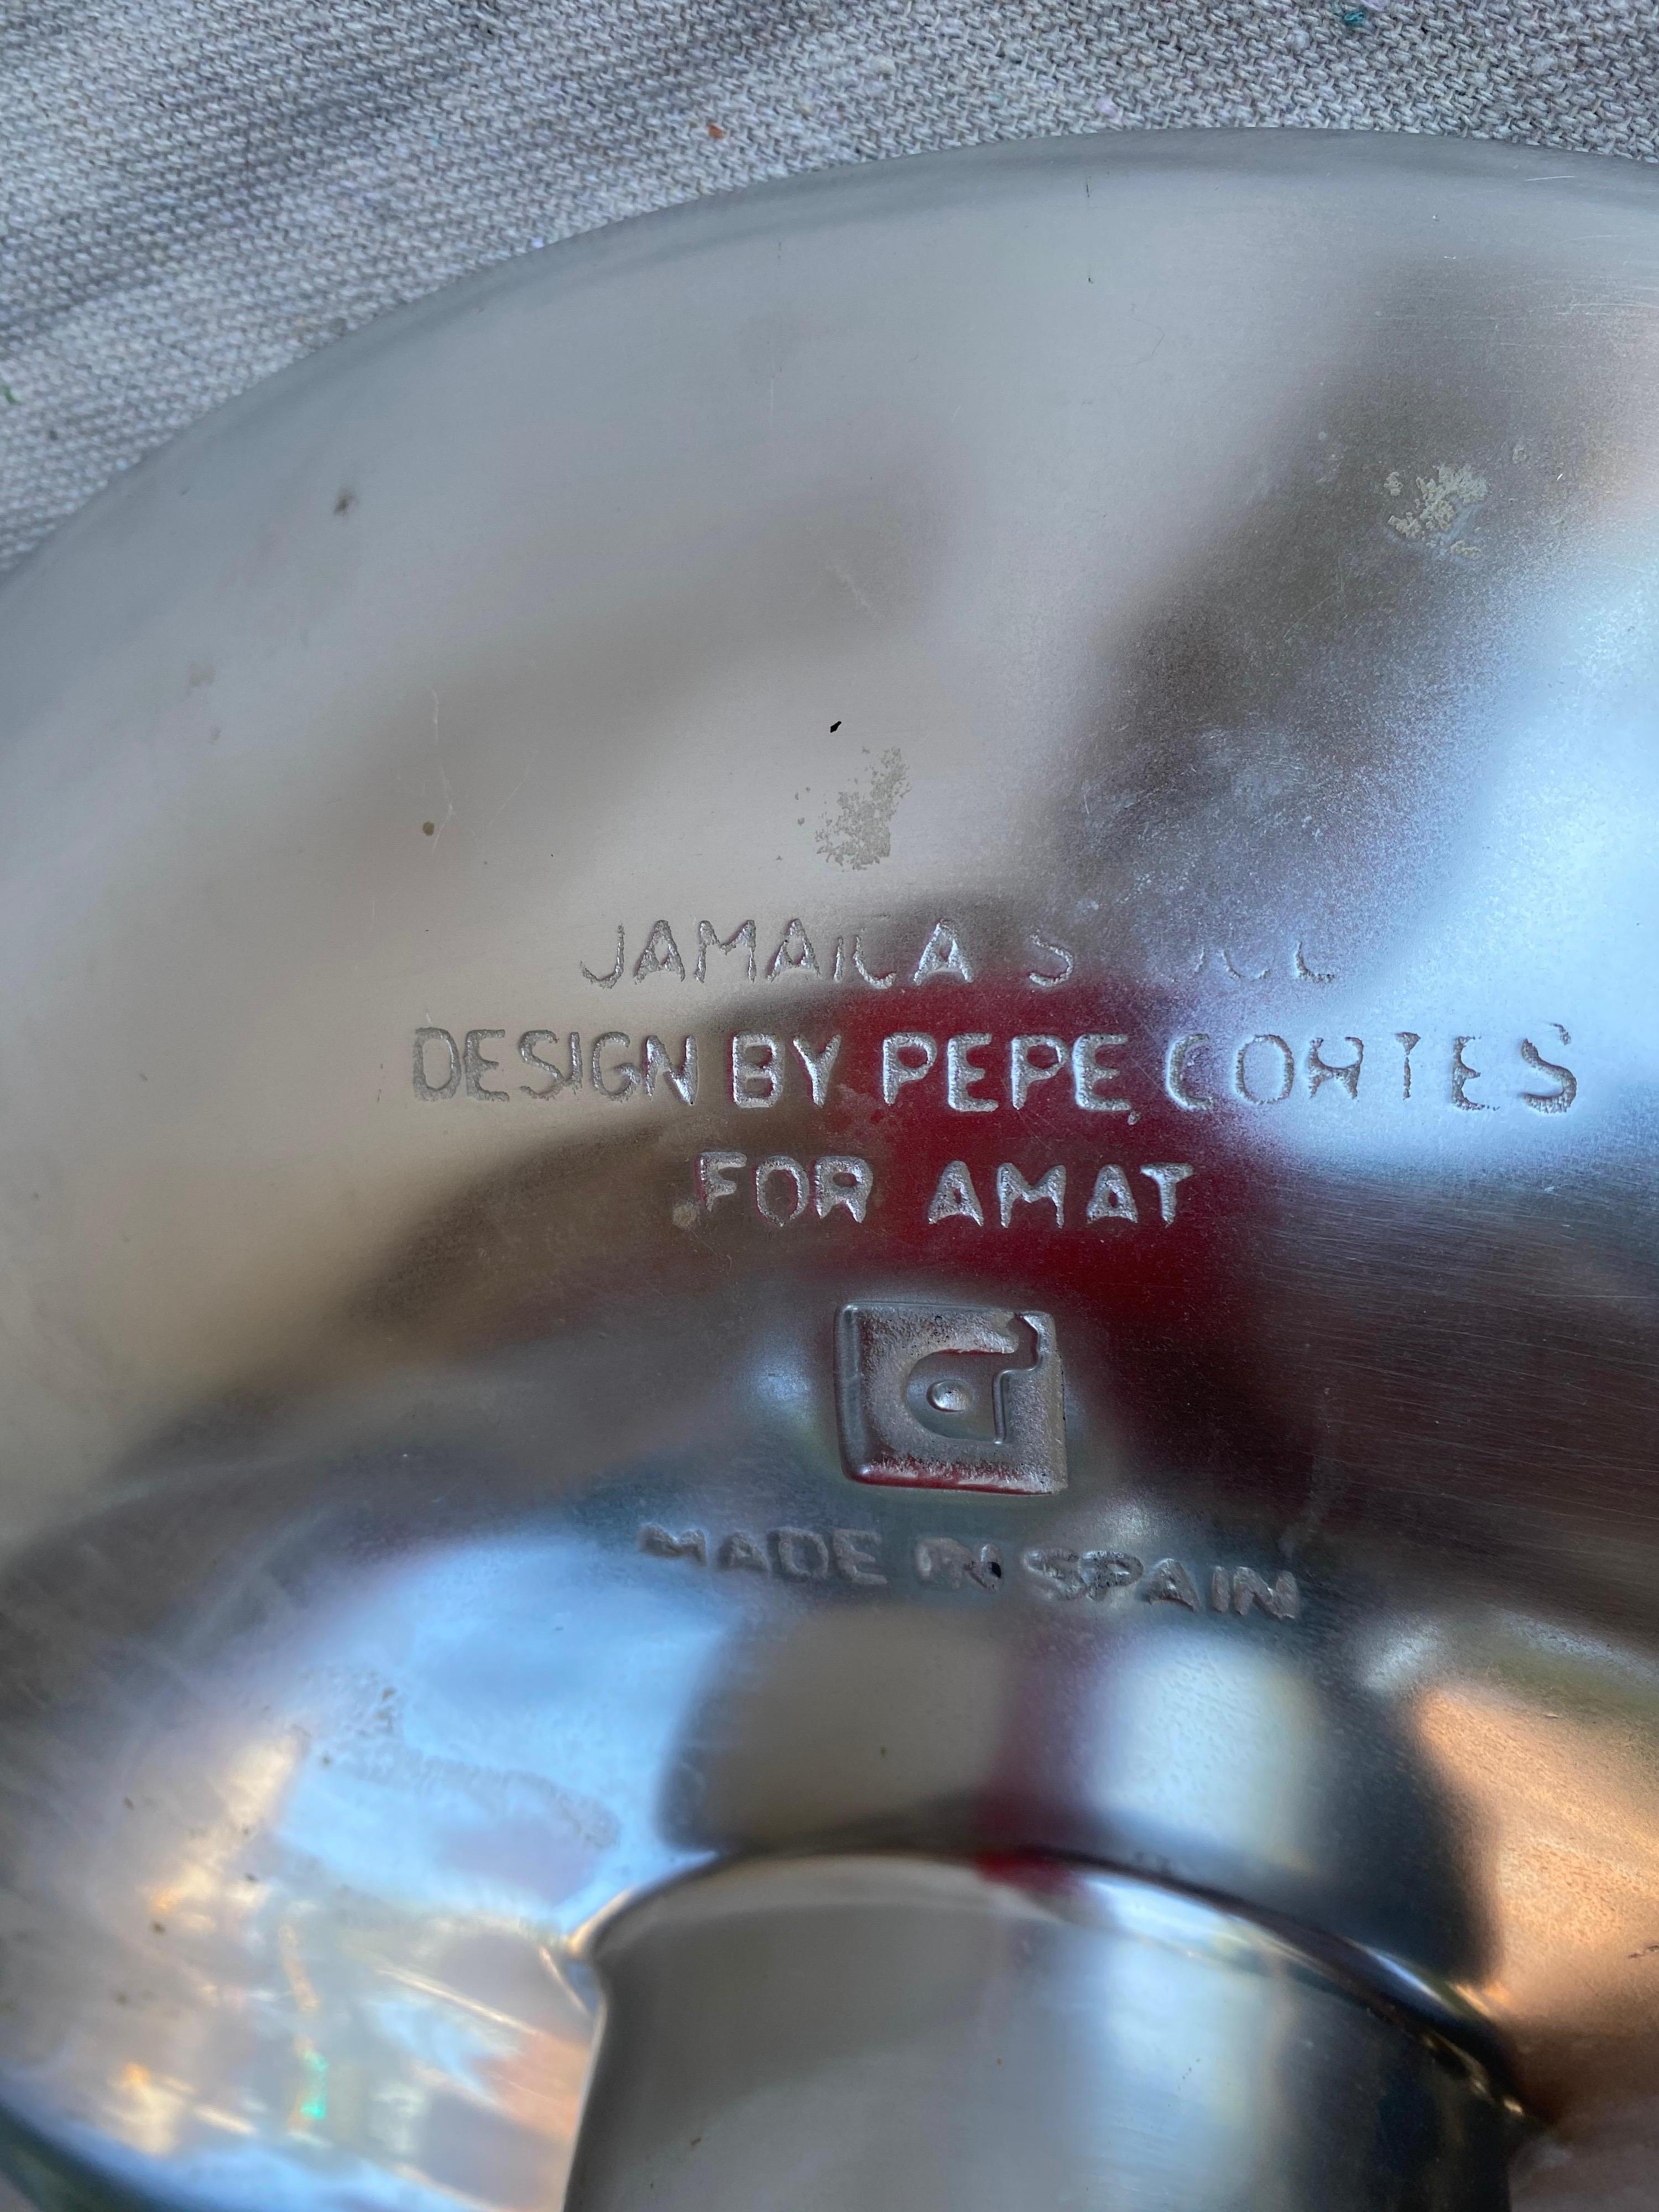 JAMAICA
DESIGN BY PEPE CORTES
FOR AMAT
MADE IN SPAIN